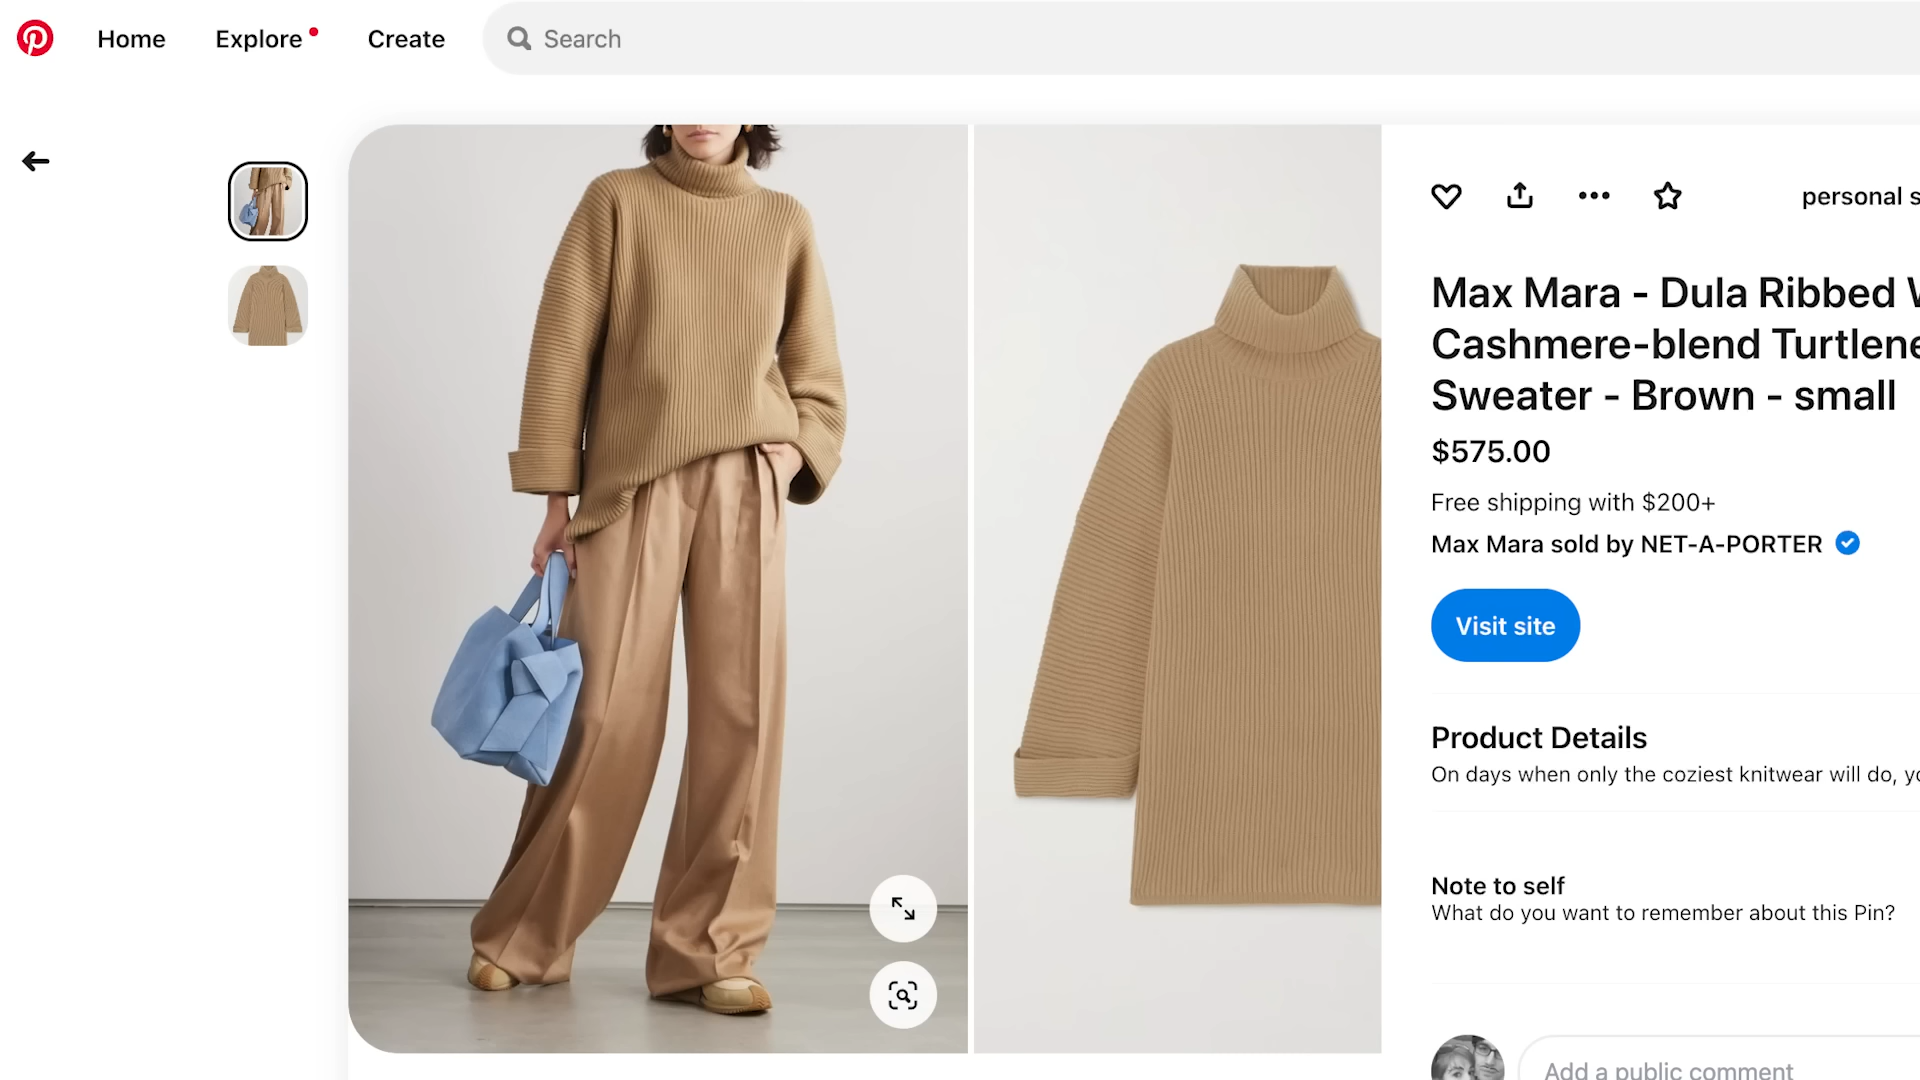 Home
Explore
Create
Search
personal
Max Mara - Dula Ribbed
Cashmere-blend
Sweater - Brown - small
$575.00
Free shipping with $200+
Max Mara sold by NET-A-PORTER
Visit site
Product Details
On days when only the coziest knitwear will do,
Note to self
What do you want to remember about this Pin?
Add a public comment